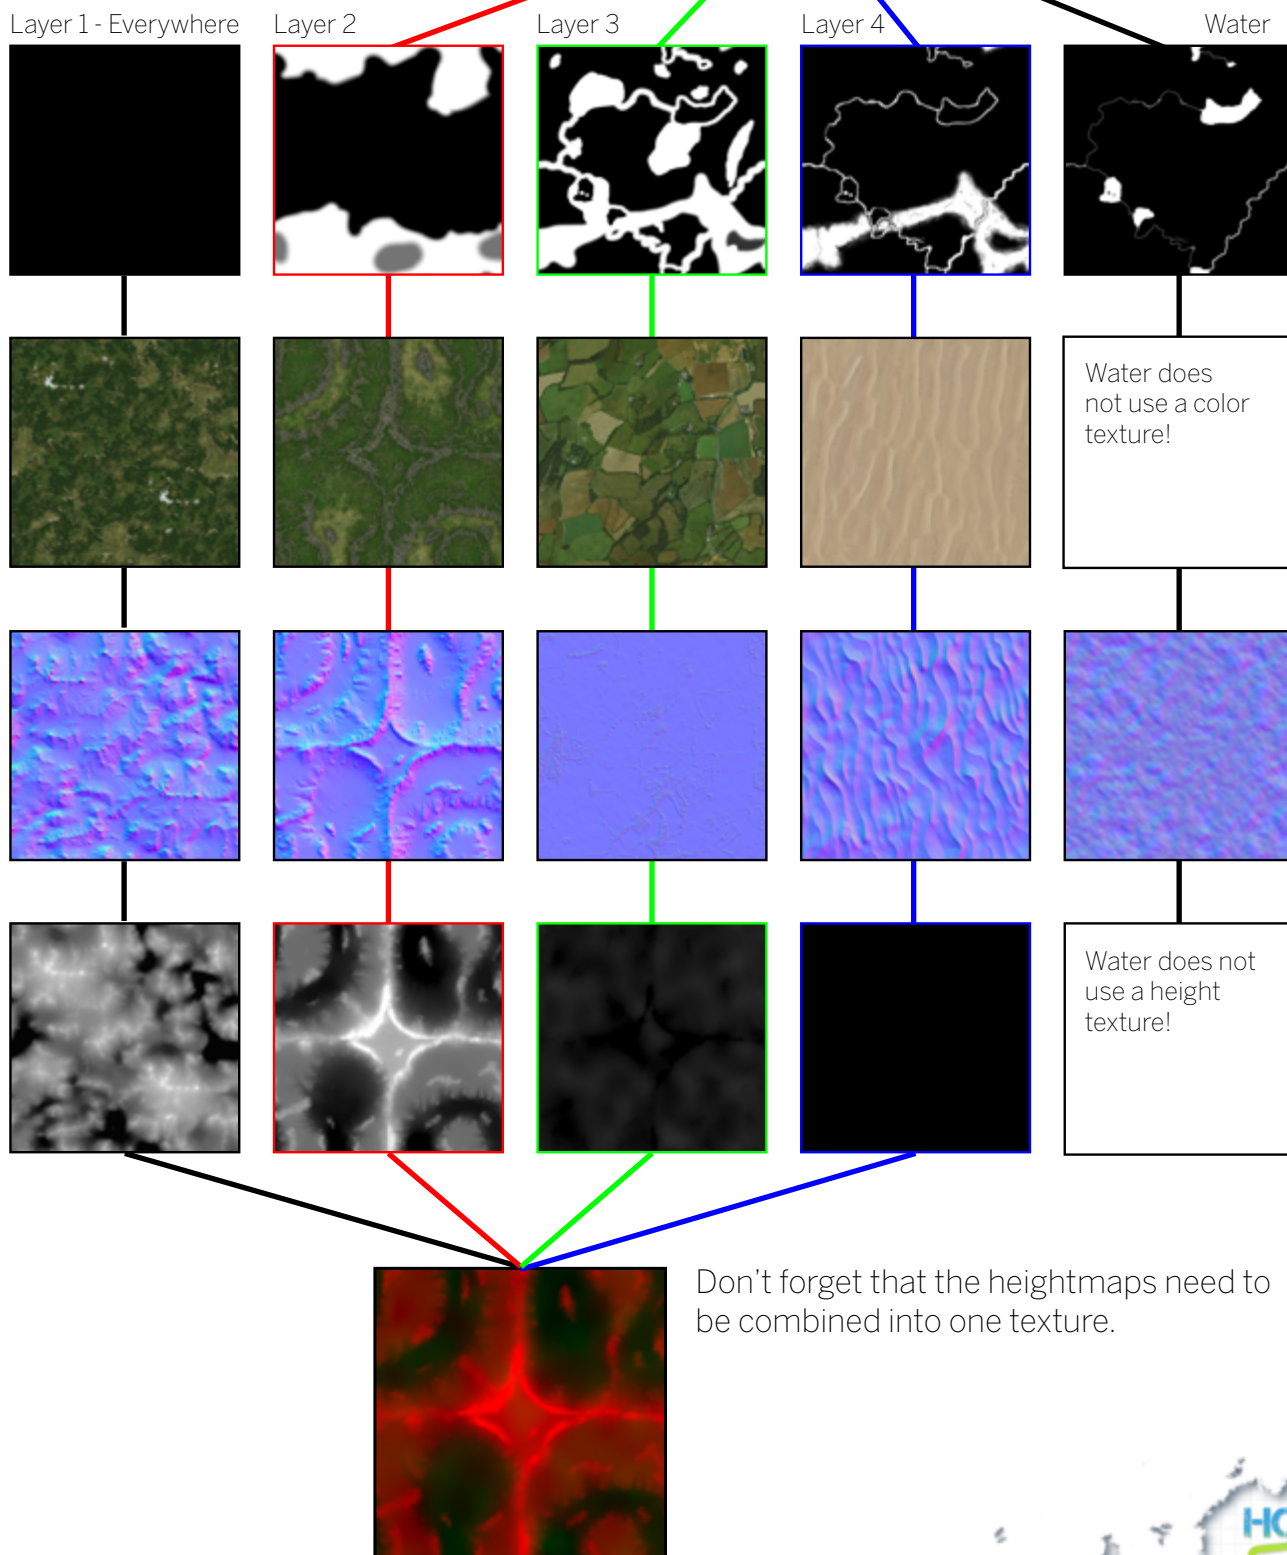 Layer 1 - Everywhere
Layer 2
Layer 3
Layer 4
Water
Water does
not use a color
texture!
Water does not
use a height
texture!
Don't forget that the heightmaps need to
be combined into one texture.